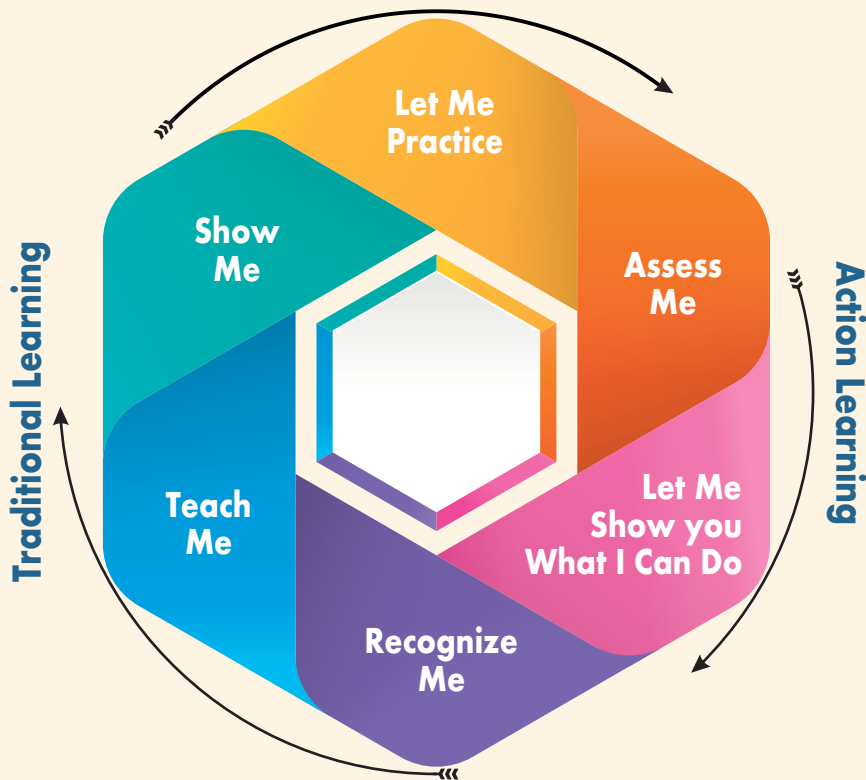 Let Me
Practice
Show
Me
Assess
Me
Traditional Learning
Action Learning
Teach
Me
Let Me
Show you
What I Can Do
Recognize
Me